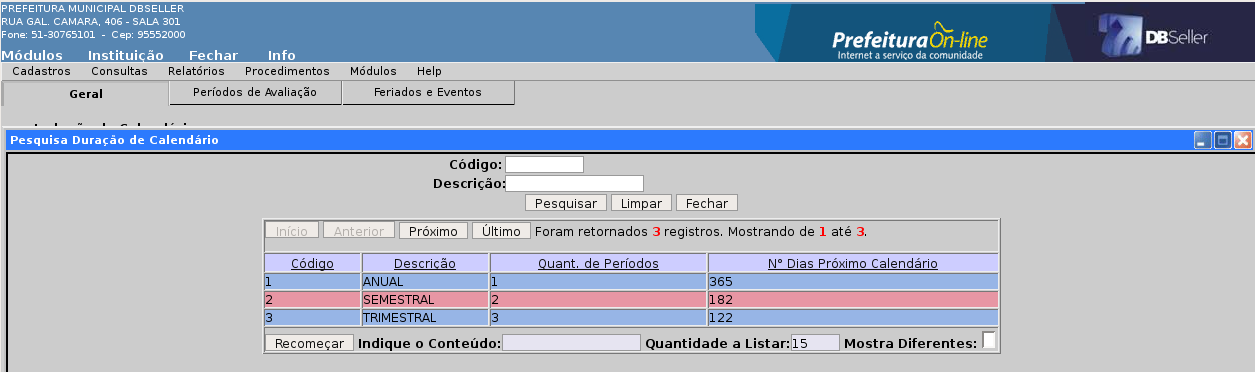 PREFEITURA MUNICIPAL DBSELLER
RUA GAL. CAMARA, 406 - SALA 301
Fone: 51-30765101 - Cep: 95552000
Prefeitura On-line
Internet a serviço da comunidade
DBSeller
Módulos Instituição Fechar Info
Cadastros Consultas Relatórios Procedimentos Módulos Help
Geral Períodos de Avaliação Feriados e Eventos
Pesquisa Duração de Calendário
Código:
Descrição:
Pesquisar Limpar Fechar
Início Anterior Próximo Último Foram retornados 3 registros. Mostrando de 1 até 3.
Código Descrição Quant. de Períodos N° Dias Próximo Calendário
1 ANUAL 1 365
2 SEMESTRAL 2 182
3 TRIMESTRAL 3 122
Recomeçar Indique o Conteúdo: Quantidade a Listar: 15 Mostra Diferentes: